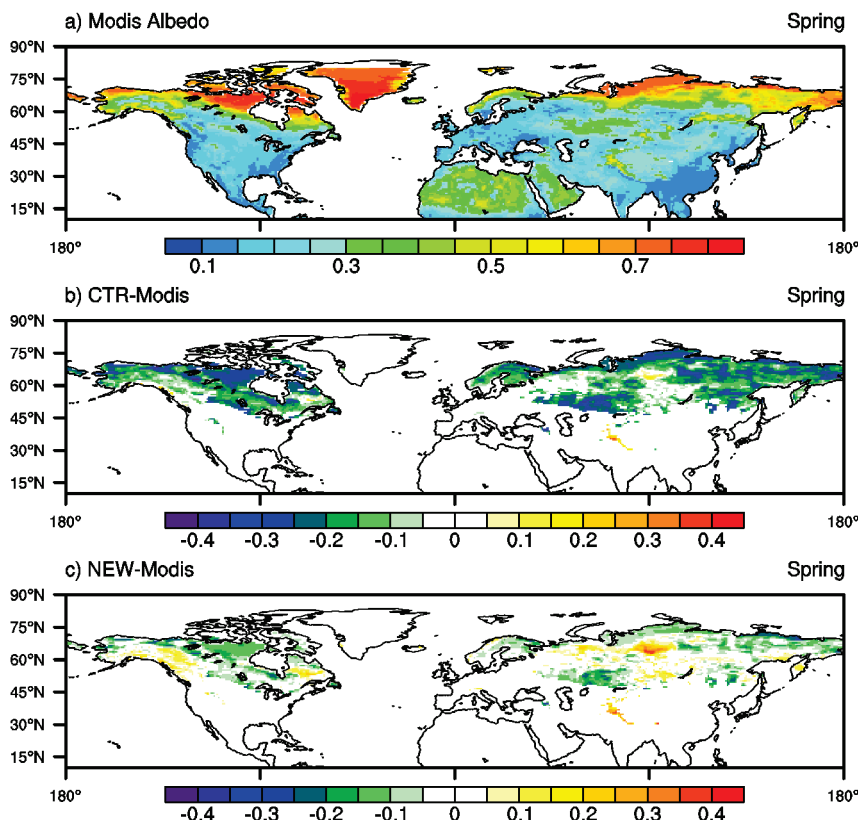 a) Modis Albedo Spring
90°N
75°N
60°N
45°N
30°N
15°N
180° 180°
0.1 0.3 0.5 0.7
b) CTR-Modis Spring
90°N
75°N
60°N
45°N
30°N
15°N
180° 180°
-0.4 -0.3 -0.2 -0.1 0 0.1 0.2 0.3 0.4
c) NEW-Modis Spring
90°N
75°N
60°N
45°N
30°N
15°N
180° 180°
-0.4 -0.3 -0.2 -0.1 0 0.1 0.2 0.3 0.4